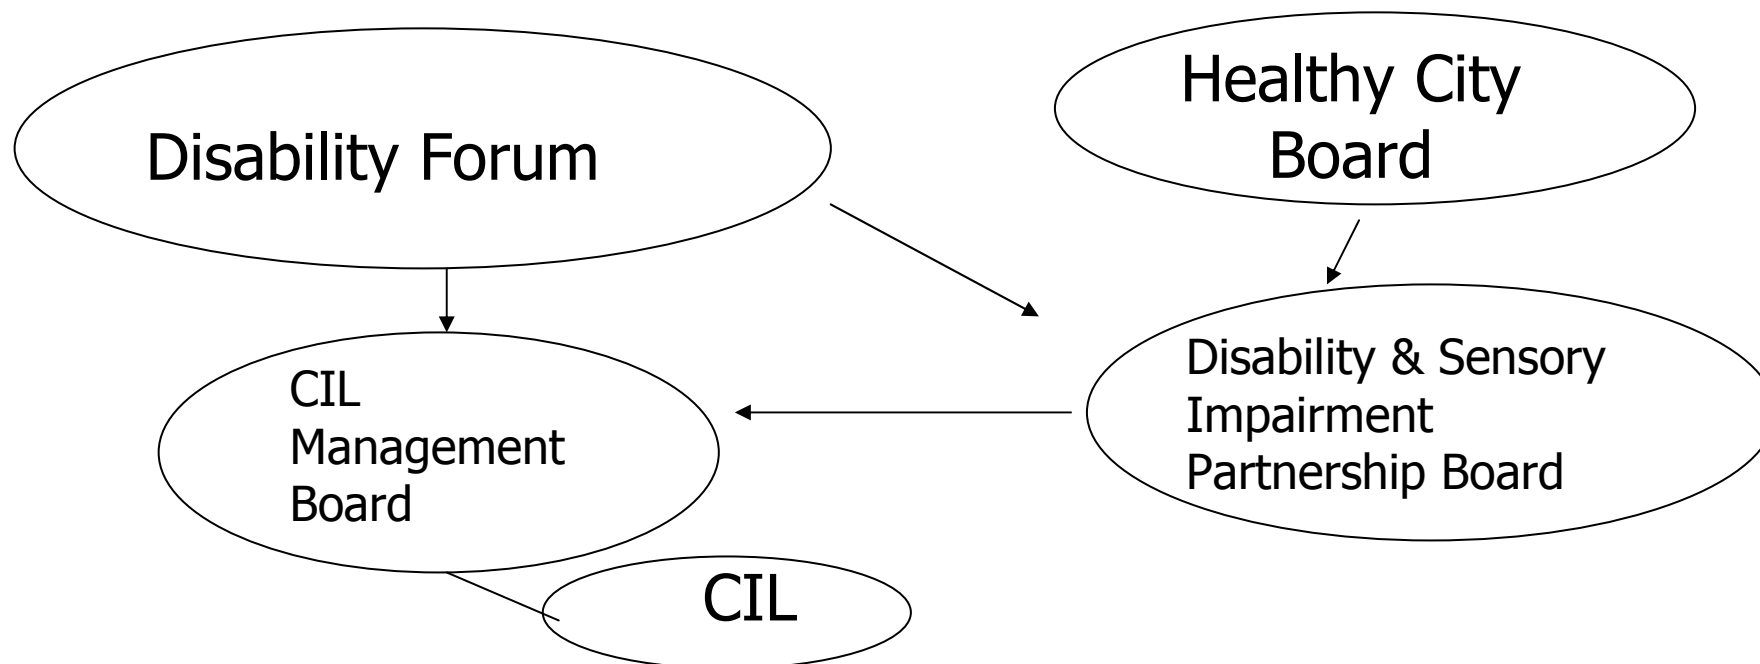 Disability Forum
Healthy City
Board
CIL
Management
Board
Disability & Sensory
Impairment
Partnership Board
CIL